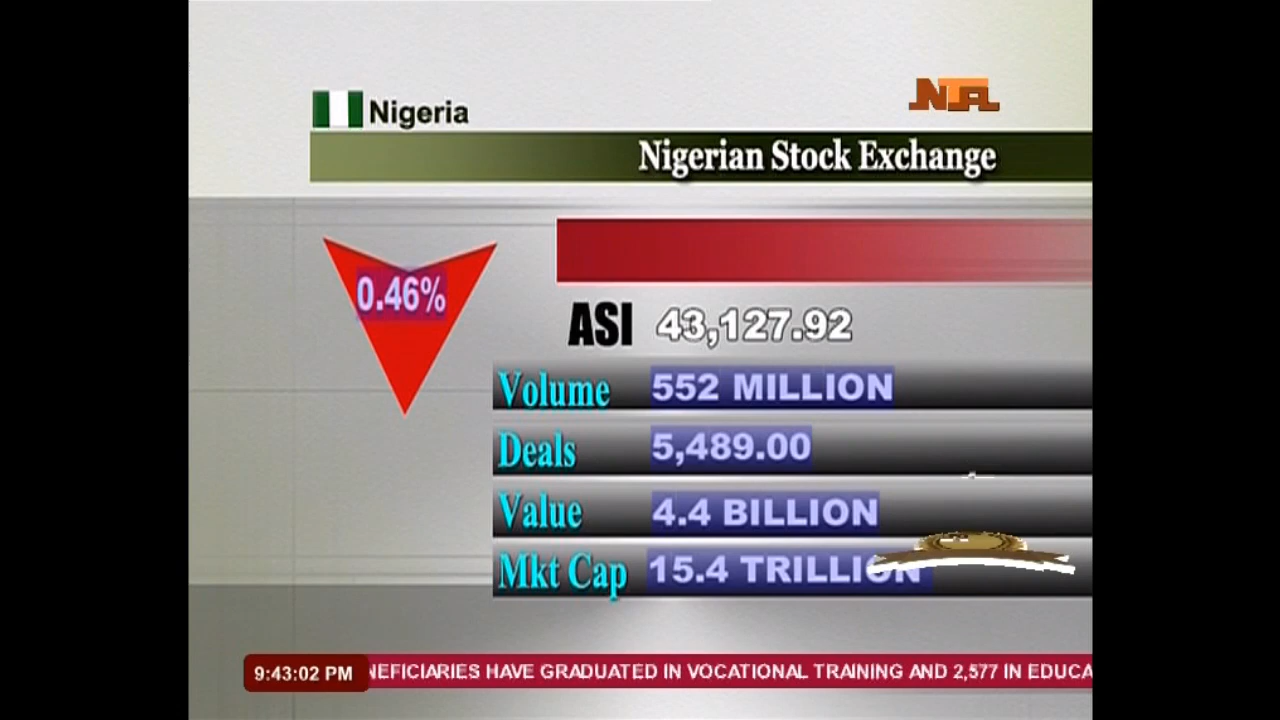 NTA
Nigeria
Nigerian Stock Exchange
0.46%
ASI 43,127.92
Volume 552 MILLION
Deals 5,489.00
Value 4.4 BILLION
Mkt Cap 15.4 TRILLION
9:43:02 PM NEFICIARIES HAVE GRADUATED IN VOCATIONAL TRAINING AND 2,577 IN EDUCA